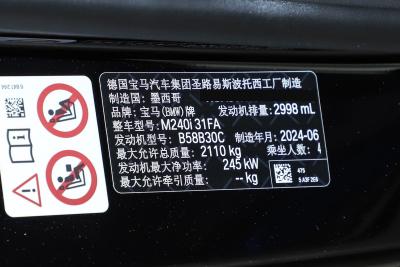 德国宝马汽车集团圣路易斯波托西工厂制造
制造国：墨西哥
品牌：宝马(BMW)牌 发动机排量：2998 mL
整车型号：M240i 31FA
发动机型号：B58B30C 制造年月：2024-06
最大允许总质量：2110 kg 乘坐人数：4
发动机最大净功率：245 kW
最大允许牵引质量：-- kg
475